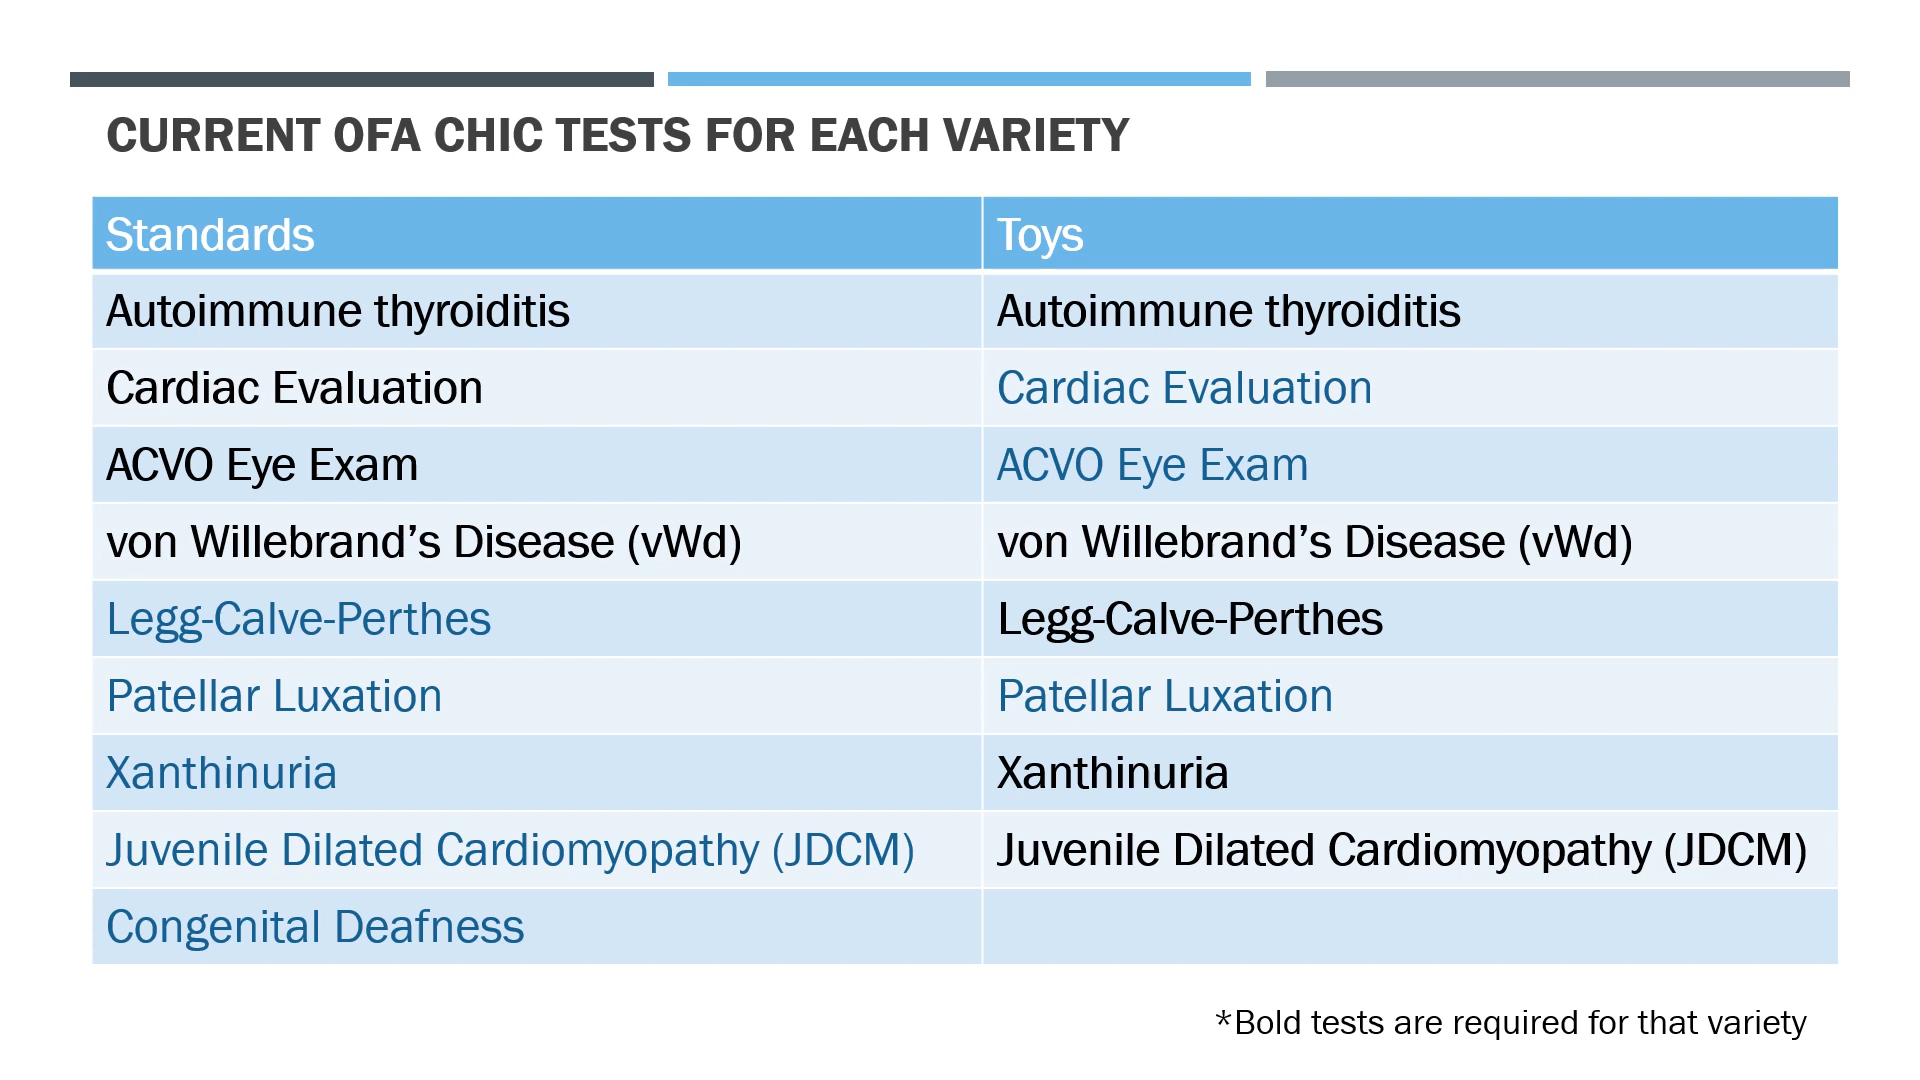 CURRENT OFA CHIC TESTS FOR EACH VARIETY
Standards Toys
Autoimmune thyroiditis Autoimmune thyroiditis
Cardiac Evaluation Cardiac Evaluation
ACVO Eye Exam ACVO Eye Exam
von Willebrand’s Disease (vWd) von Willebrand’s Disease (vWd)
Legg-Calve-Perthes Legg-Calve-Perthes
Patellar Luxation Patellar Luxation
Xanthinuria Xanthinuria
Juvenile Dilated Cardiomyopathy (JDCM) Juvenile Dilated Cardiomyopathy (JDCM)
Congenital Deafness
*Bold tests are required for that variety